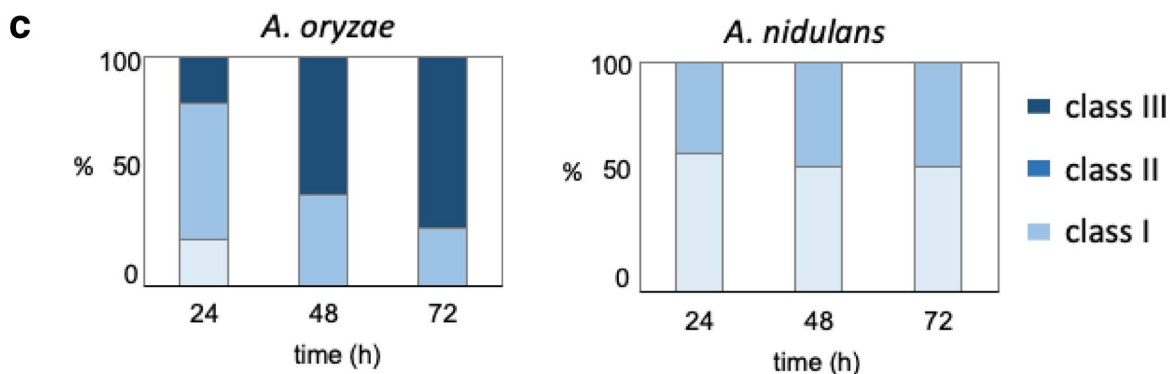 c
A. oryzae
100
% 50
0
24 48 72
time (h)
A. nidulans
100
% 50
0
24 48 72
time (h)
class III
class II
class I